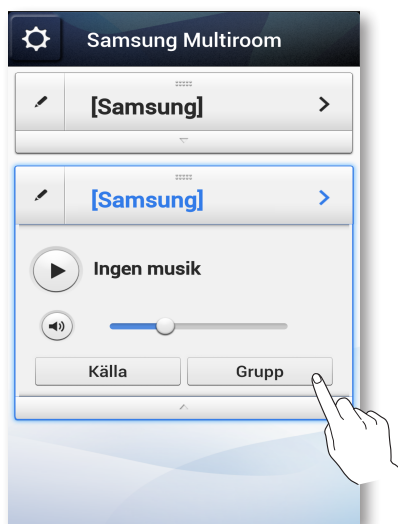 Samsung Multiroom
[Samsung]
[Samsung]
Ingen musik
Källa
Grupp